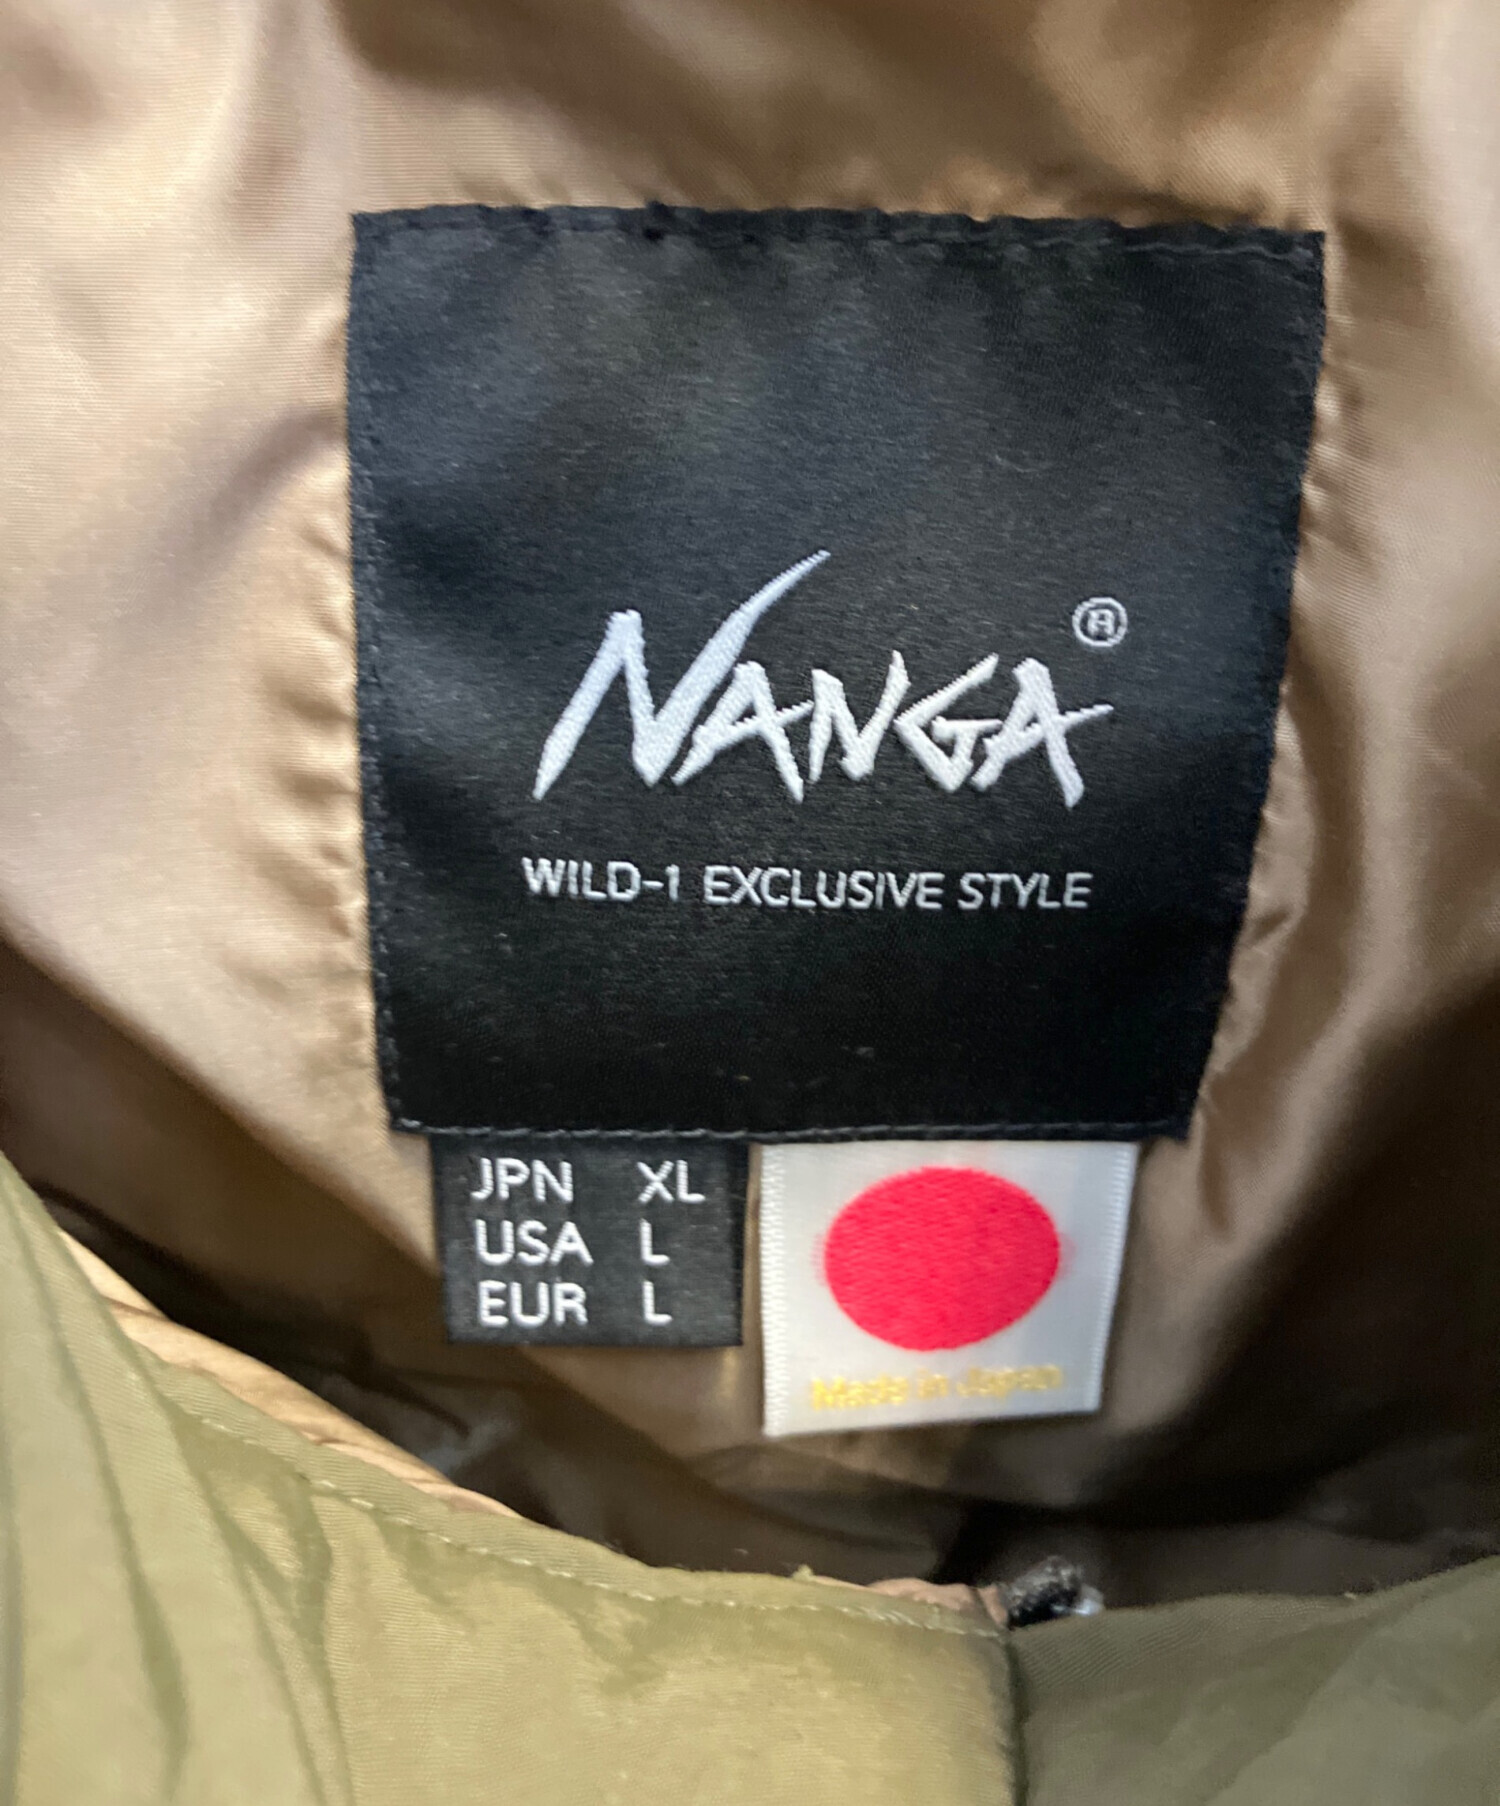 NANGA®
WILD-1 EXCLUSIVE STYLE
JPN XL
USA L
EUR L
Made in Japan